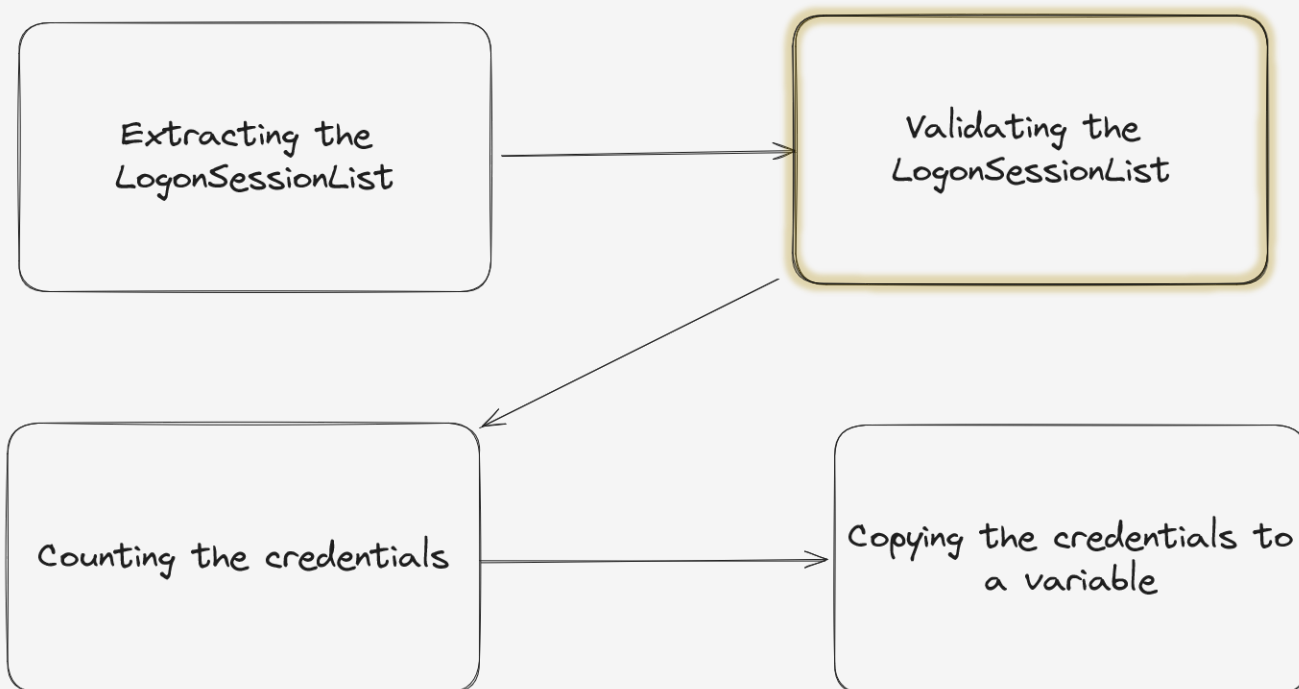 Extracting the
LogonSessionList
Validating the
LogonSessionList
Counting the credentials
Copying the credentials to
a variable